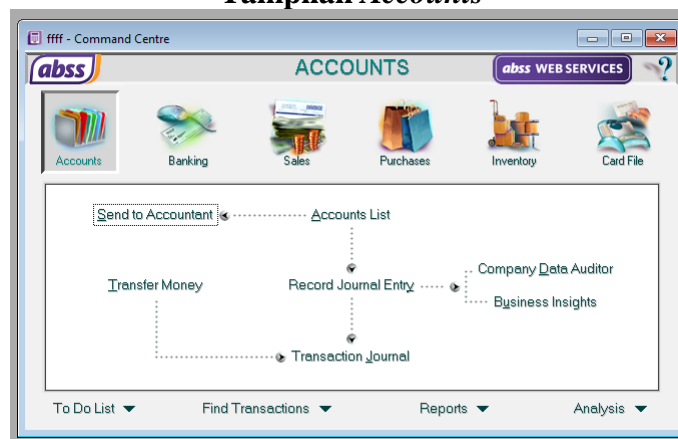 Tampilan Accounts
ffff - Command Centre
abss
ACCOUNTS
abss WEB SERVICES
?
Accounts
Banking
Sales
Purchases
Inventory
Card File
Send to Accountant
Accounts List
Transfer Money
Record Journal Entry
Company Data Auditor
Business Insights
Transaction Journal
To Do List
Find Transactions
Reports
Analysis